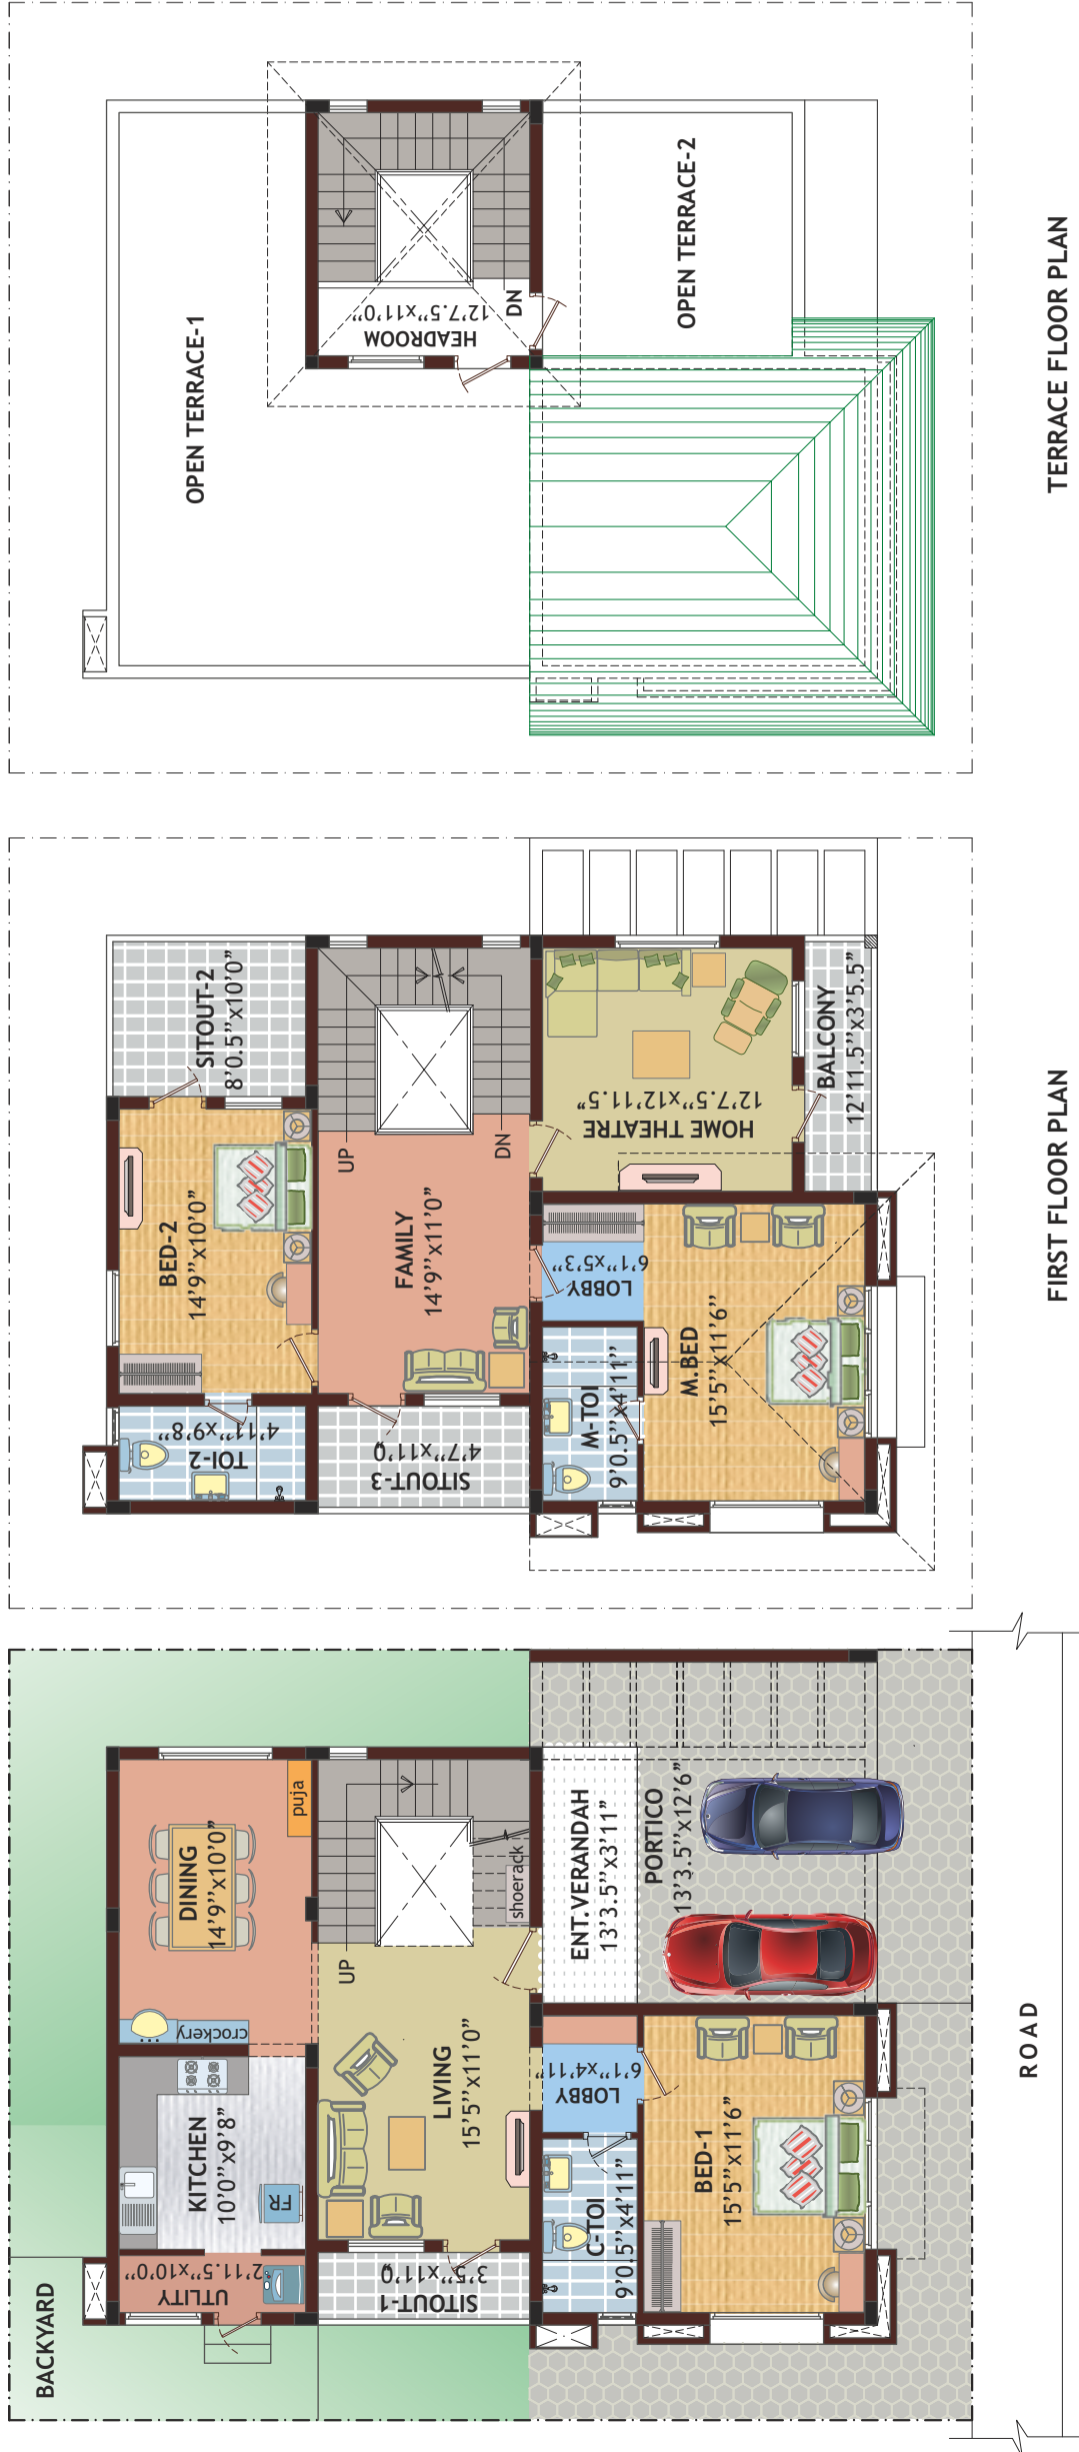 BACKYARD
UTLITY
2'11.5"x10'0"
KITCHEN
10'0"x9'8"
FR
crockery
DINING
14'9"x10'0"
puja
SITOUT-1
3'5"x11'0
LIVING
15'5"x11'0"
UP
shoerack
C-TOI
9'0.5"x4'11"
LOBBY
6'1"x4'11"
ENT.VERANDAH
13'3.5"x3'11"
BED-1
15'5"x11'6"
PORTICO
13'3.5"x12'6"
ROAD
TOI-2
4'11"x9'8"
BED-2
14'9"x10'0"
SITOUT-2
8'0.5"x10'0"
SITOUT-3
4'7"x11'0
FAMILY
14'9"x11'0"
UP
DN
M-TOI
9'0.5"x4'11"
LOBBY
6'1"x5'3"
HOME THEATRE
12'7.5"x12'11.5"
M.BED
15'5"x11'6"
BALCONY
12'11.5"x3'5.5"
FIRST FLOOR PLAN
OPEN TERRACE-1
HEADROOM
12'7.5"x11'0"
DN
OPEN TERRACE-2
TERRACE FLOOR PLAN